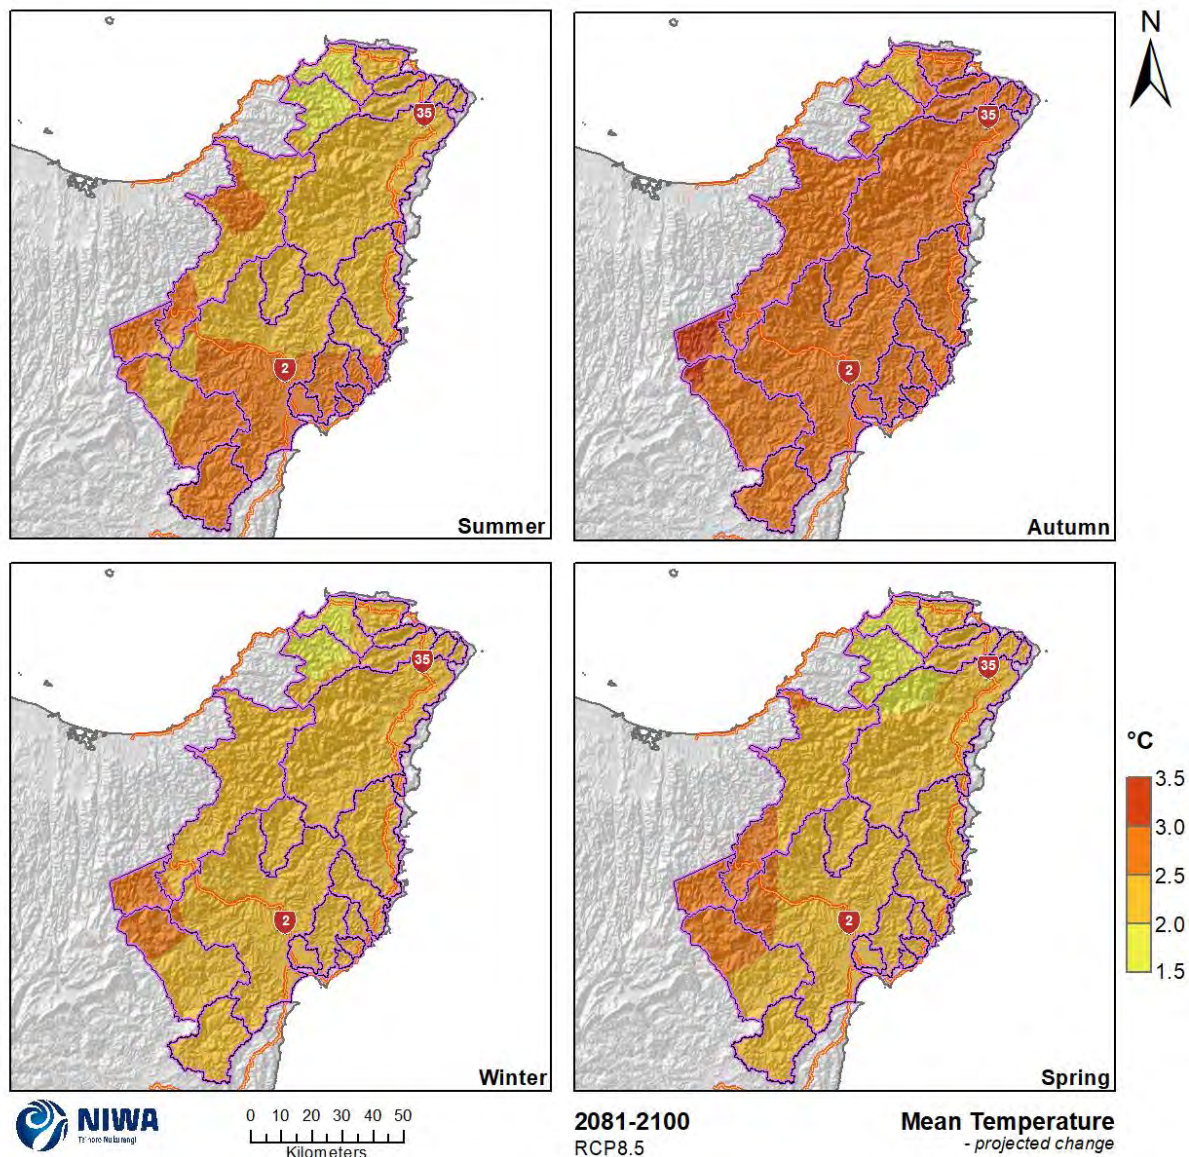 N
35
2
Summer
35
2
Autumn
35
2
Winter
35
2
Spring
°C
3.5
3.0
2.5
2.0
1.5
NIWA
Taihoro Nukurangi
0 10 20 30 40 50
Kilometers
2081-2100
RCP8.5
Mean Temperature
- projected change